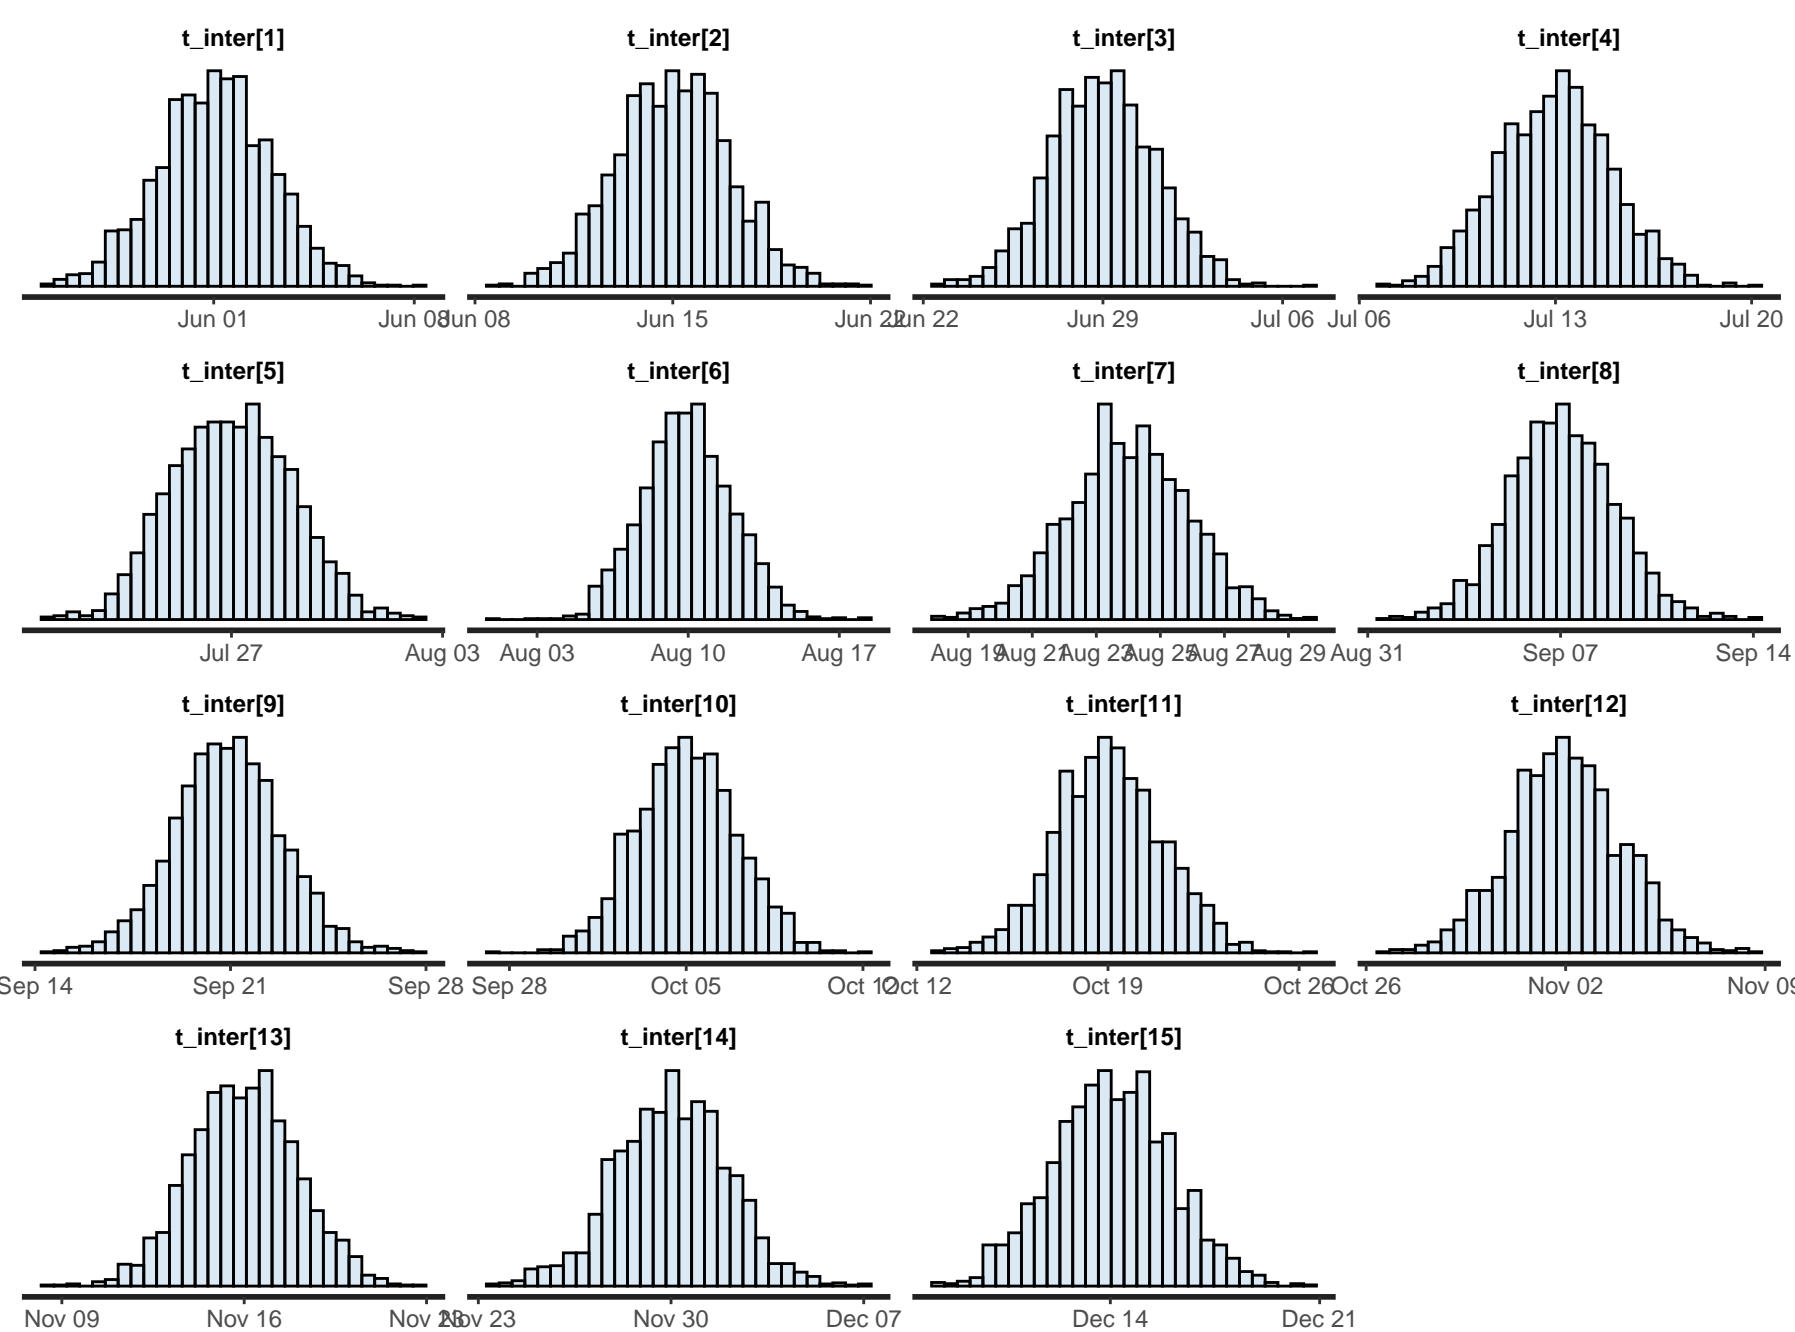 t_inter[1] t_inter[2] t_inter[3] t_inter[4]
Jun 01 Jun 08 Jun 08 Jun 15 Jun 22 Jun 22 Jun 29 Jul 06 Jul 06 Jul 13 Jul 20
t_inter[5] t_inter[6] t_inter[7] t_inter[8]
Jul 27 Aug 03 Aug 03 Aug 10 Aug 17 Aug 19 Aug 21 Aug 23 Aug 25 Aug 27 Aug 29 Aug 31 Sep 07 Sep 14
t_inter[9] t_inter[10] t_inter[11] t_inter[12]
Sep 14 Sep 21 Sep 28 Sep 28 Oct 05 Oct 12 Oct 12 Oct 19 Oct 26 Oct 26 Nov 02 Nov 09
t_inter[13] t_inter[14] t_inter[15]
Nov 09 Nov 16 Nov 23 Nov 23 Nov 30 Dec 07 Dec 14 Dec 21